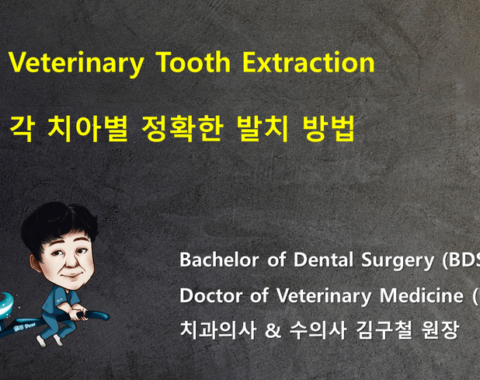 Veterinary Tooth Extraction
각 치아별 정확한 발치 방법
Bachelor of Dental Surgery (BDS
Doctor of Veterinary Medicine (
치과의사 & 수의사 김구철 원장